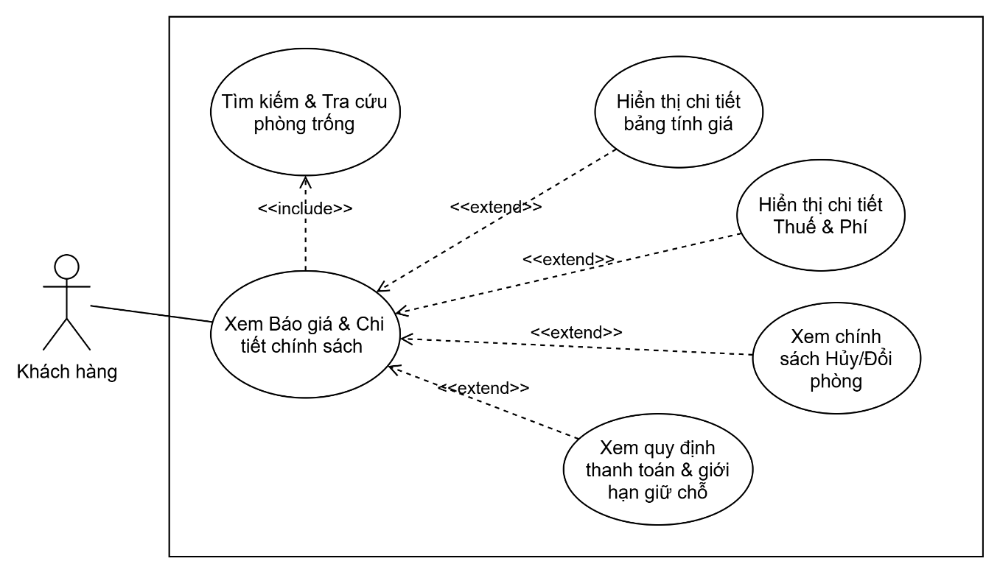 Tìm kiếm & Tra cứu
phòng trống
Hiển thị chi tiết
bảng tính giá
<<include>>
<<extend>>
Hiển thị chi tiết
Thuế & Phí
<<extend>>
Xem Báo giá & Chi
tiết chính sách
<<extend>>
Xem chính
sách Hủy/Đổi
phòng
Khách hàng
<<extend>>
Xem quy định
thanh toán & giới
hạn giữ chỗ